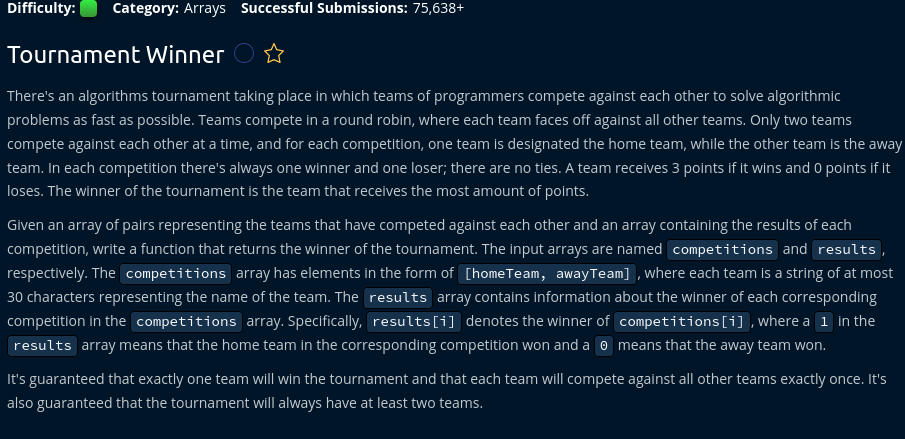 Difficulty: Category: Arrays Successful Submissions: 75,638+
Tournament Winner
There's an algorithms tournament taking place in which teams of programmers compete against each other to solve algorithmic
problems as fast as possible. Teams compete in a round robin, where each team faces off against all other teams. Only two teams
compete against each other at a time, and for each competition, one team is designated the home team, while the other team is the away
team. In each competition there's always one winner and one loser; there are no ties. A team receives 3 points if it wins and 0 points if it
loses. The winner of the tournament is the team that receives the most amount of points.
Given an array of pairs representing the teams that have competed against each other and an array containing the results of each
competition, write a function that returns the winner of the tournament. The input arrays are named competitions and results,
respectively. The competitions array has elements in the form of [homeTeam, awayTeam], where each team is a string of at most
30 characters representing the name of the team. The results array contains information about the winner of each corresponding
competition in the competitions array. Specifically, results[i] denotes the winner of competitions[i], where a 1 in the
results array means that the home team in the corresponding competition won and a 0 means that the away team won.
It's guaranteed that exactly one team will win the tournament and that each team will compete against all other teams exactly once. It's
also guaranteed that the tournament will always have at least two teams.